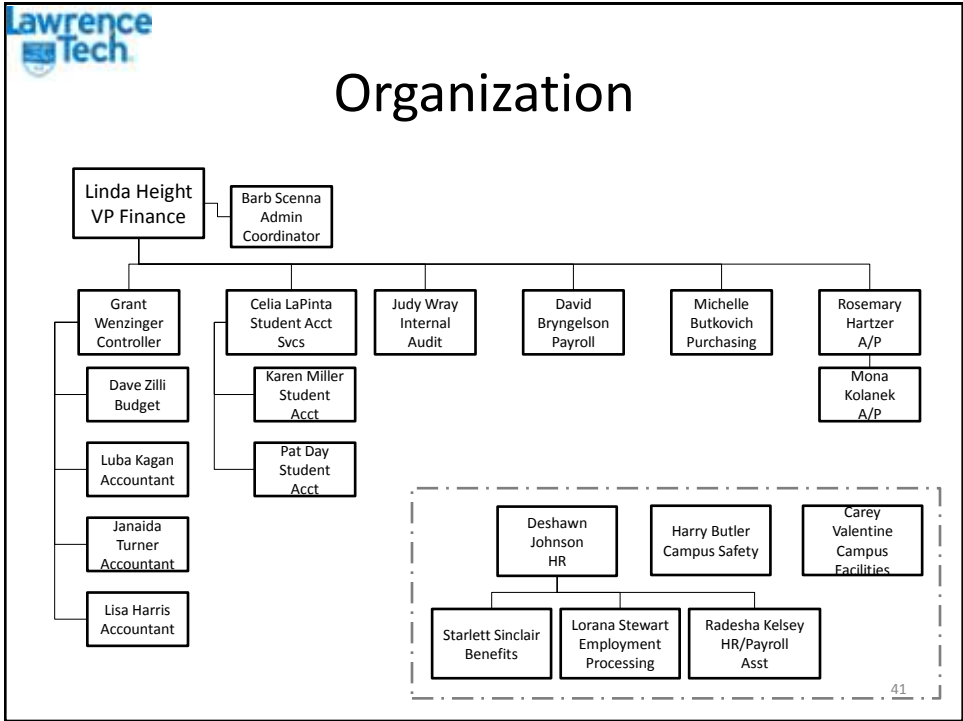 Lawrence
Tech
Organization
Linda Height
VP Finance
Barb Scenna
Admin
Coordinator
Grant
Wenzinger
Controller
Celia LaPinta
Student Acct
Svcs
Judy Wray
Internal
Audit
David
Bryngelson
Payroll
Michelle
Butkovich
Purchasing
Rosemary
Hartzer
A/P
Dave Zilli
Budget
Karen Miller
Student
Acct
Mona
Kolanek
A/P
Luba Kagan
Accountant
Pat Day
Student
Acct
Janaida
Turner
Accountant
Lisa Harris
Accountant
Deshawn
Johnson
HR
Harry Butler
Campus Safety
Carey
Valentine
Campus
Facilities
Starlett Sinclair
Benefits
Lorana Stewart
Employment
Processing
Radesha Kelsey
HR/Payroll
Asst
41